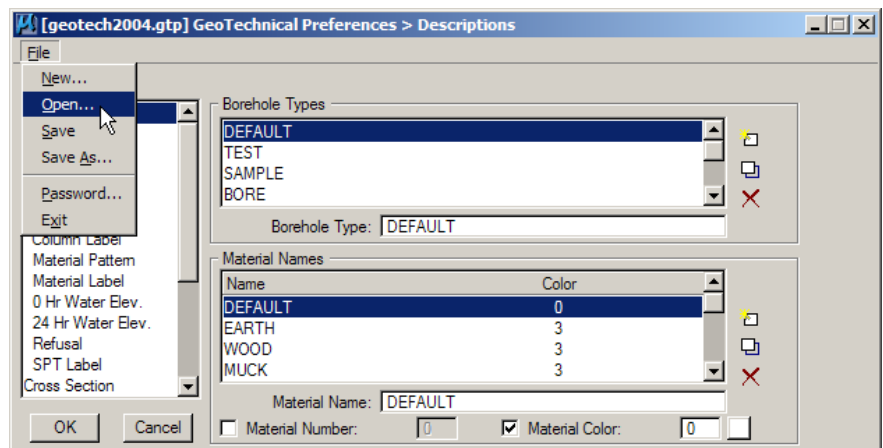 [geotech2004.gtp] GeoTechnical Preferences > Descriptions
File
New...
Open...
Save
Save As...
Password...
Exit
Column Label
Material Pattern
Material Label
0 Hr Water Elev.
24 Hr Water Elev.
Refusal
SPT Label
Cross Section
OK Cancel
Borehole Types
DEFAULT
TEST
SAMPLE
BORE
Borehole Type: DEFAULT
Material Names
Name Color
DEFAULT 0
EARTH 3
WOOD 3
MUCK 3
Material Name: DEFAULT
Material Number: 0 Material Color: 0